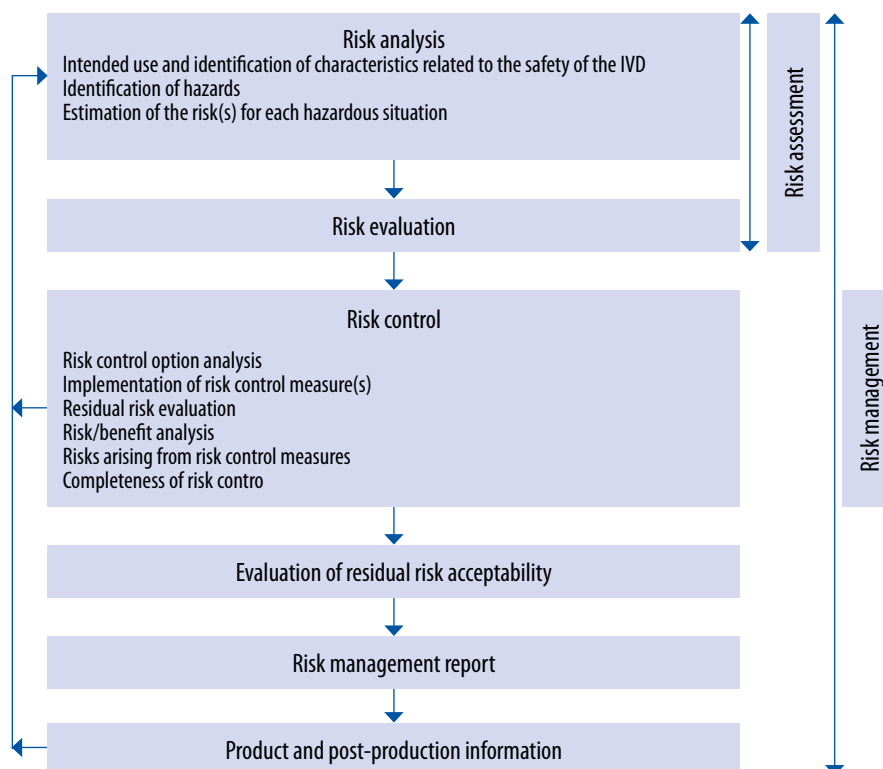 Risk analysis
Intended use and identification of characteristics related to the safety of the IVD
Identification of hazards
Estimation of the risk(s) for each hazardous situation
Risk assessment
Risk evaluation
Risk control
Risk control option analysis
Implementation of risk control measure(s)
Residual risk evaluation
Risk/benefit analysis
Risks arising from risk control measures
Completeness of risk contro
Risk management
Evaluation of residual risk acceptability
Risk management report
Product and post-production information